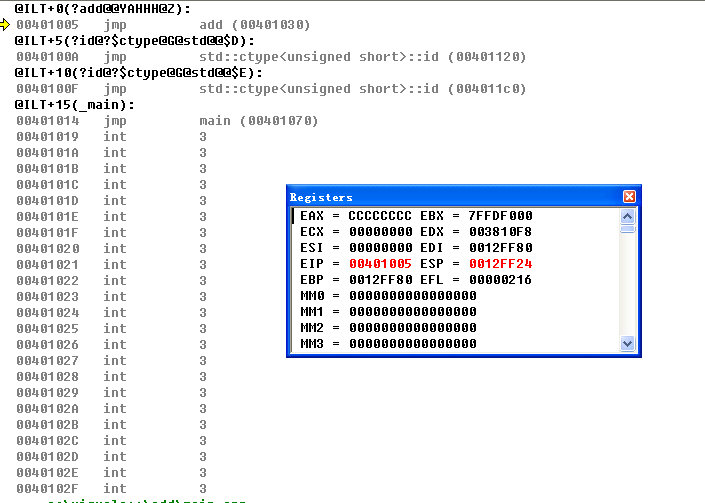 @ILT+0(?add@@YAHHH@Z):
00401005 jmp add (00401030)
@ILT+5(?id@?$ctype@G@std@@$D):
0040100A jmp std::ctype<unsigned short>::id (00401120)
@ILT+10(?id@?$ctype@G@std@@$E):
0040100F jmp std::ctype<unsigned short>::id (004011c0)
@ILT+15(_main):
00401014 jmp main (00401070)
00401019 int 3
0040101A int 3
0040101B int 3
0040101C int 3
0040101D int 3
0040101E int 3
0040101F int 3
00401020 int 3
00401021 int 3
00401022 int 3
00401023 int 3
00401024 int 3
00401025 int 3
00401026 int 3
00401027 int 3
00401028 int 3
00401029 int 3
0040102A int 3
0040102B int 3
0040102C int 3
0040102D int 3
0040102E int 3
0040102F int 3
Registers
EAX = CCCCCCCC EBX = 7FFDF000
ECX = 00000000 EDX = 003810F8
ESI = 00000000 EDI = 0012FF80
EIP = 00401005 ESP = 0012FF24
EBP = 0012FF80 EFL = 00000216
MM0 = 0000000000000000
MM1 = 0000000000000000
MM2 = 0000000000000000
MM3 = 0000000000000000